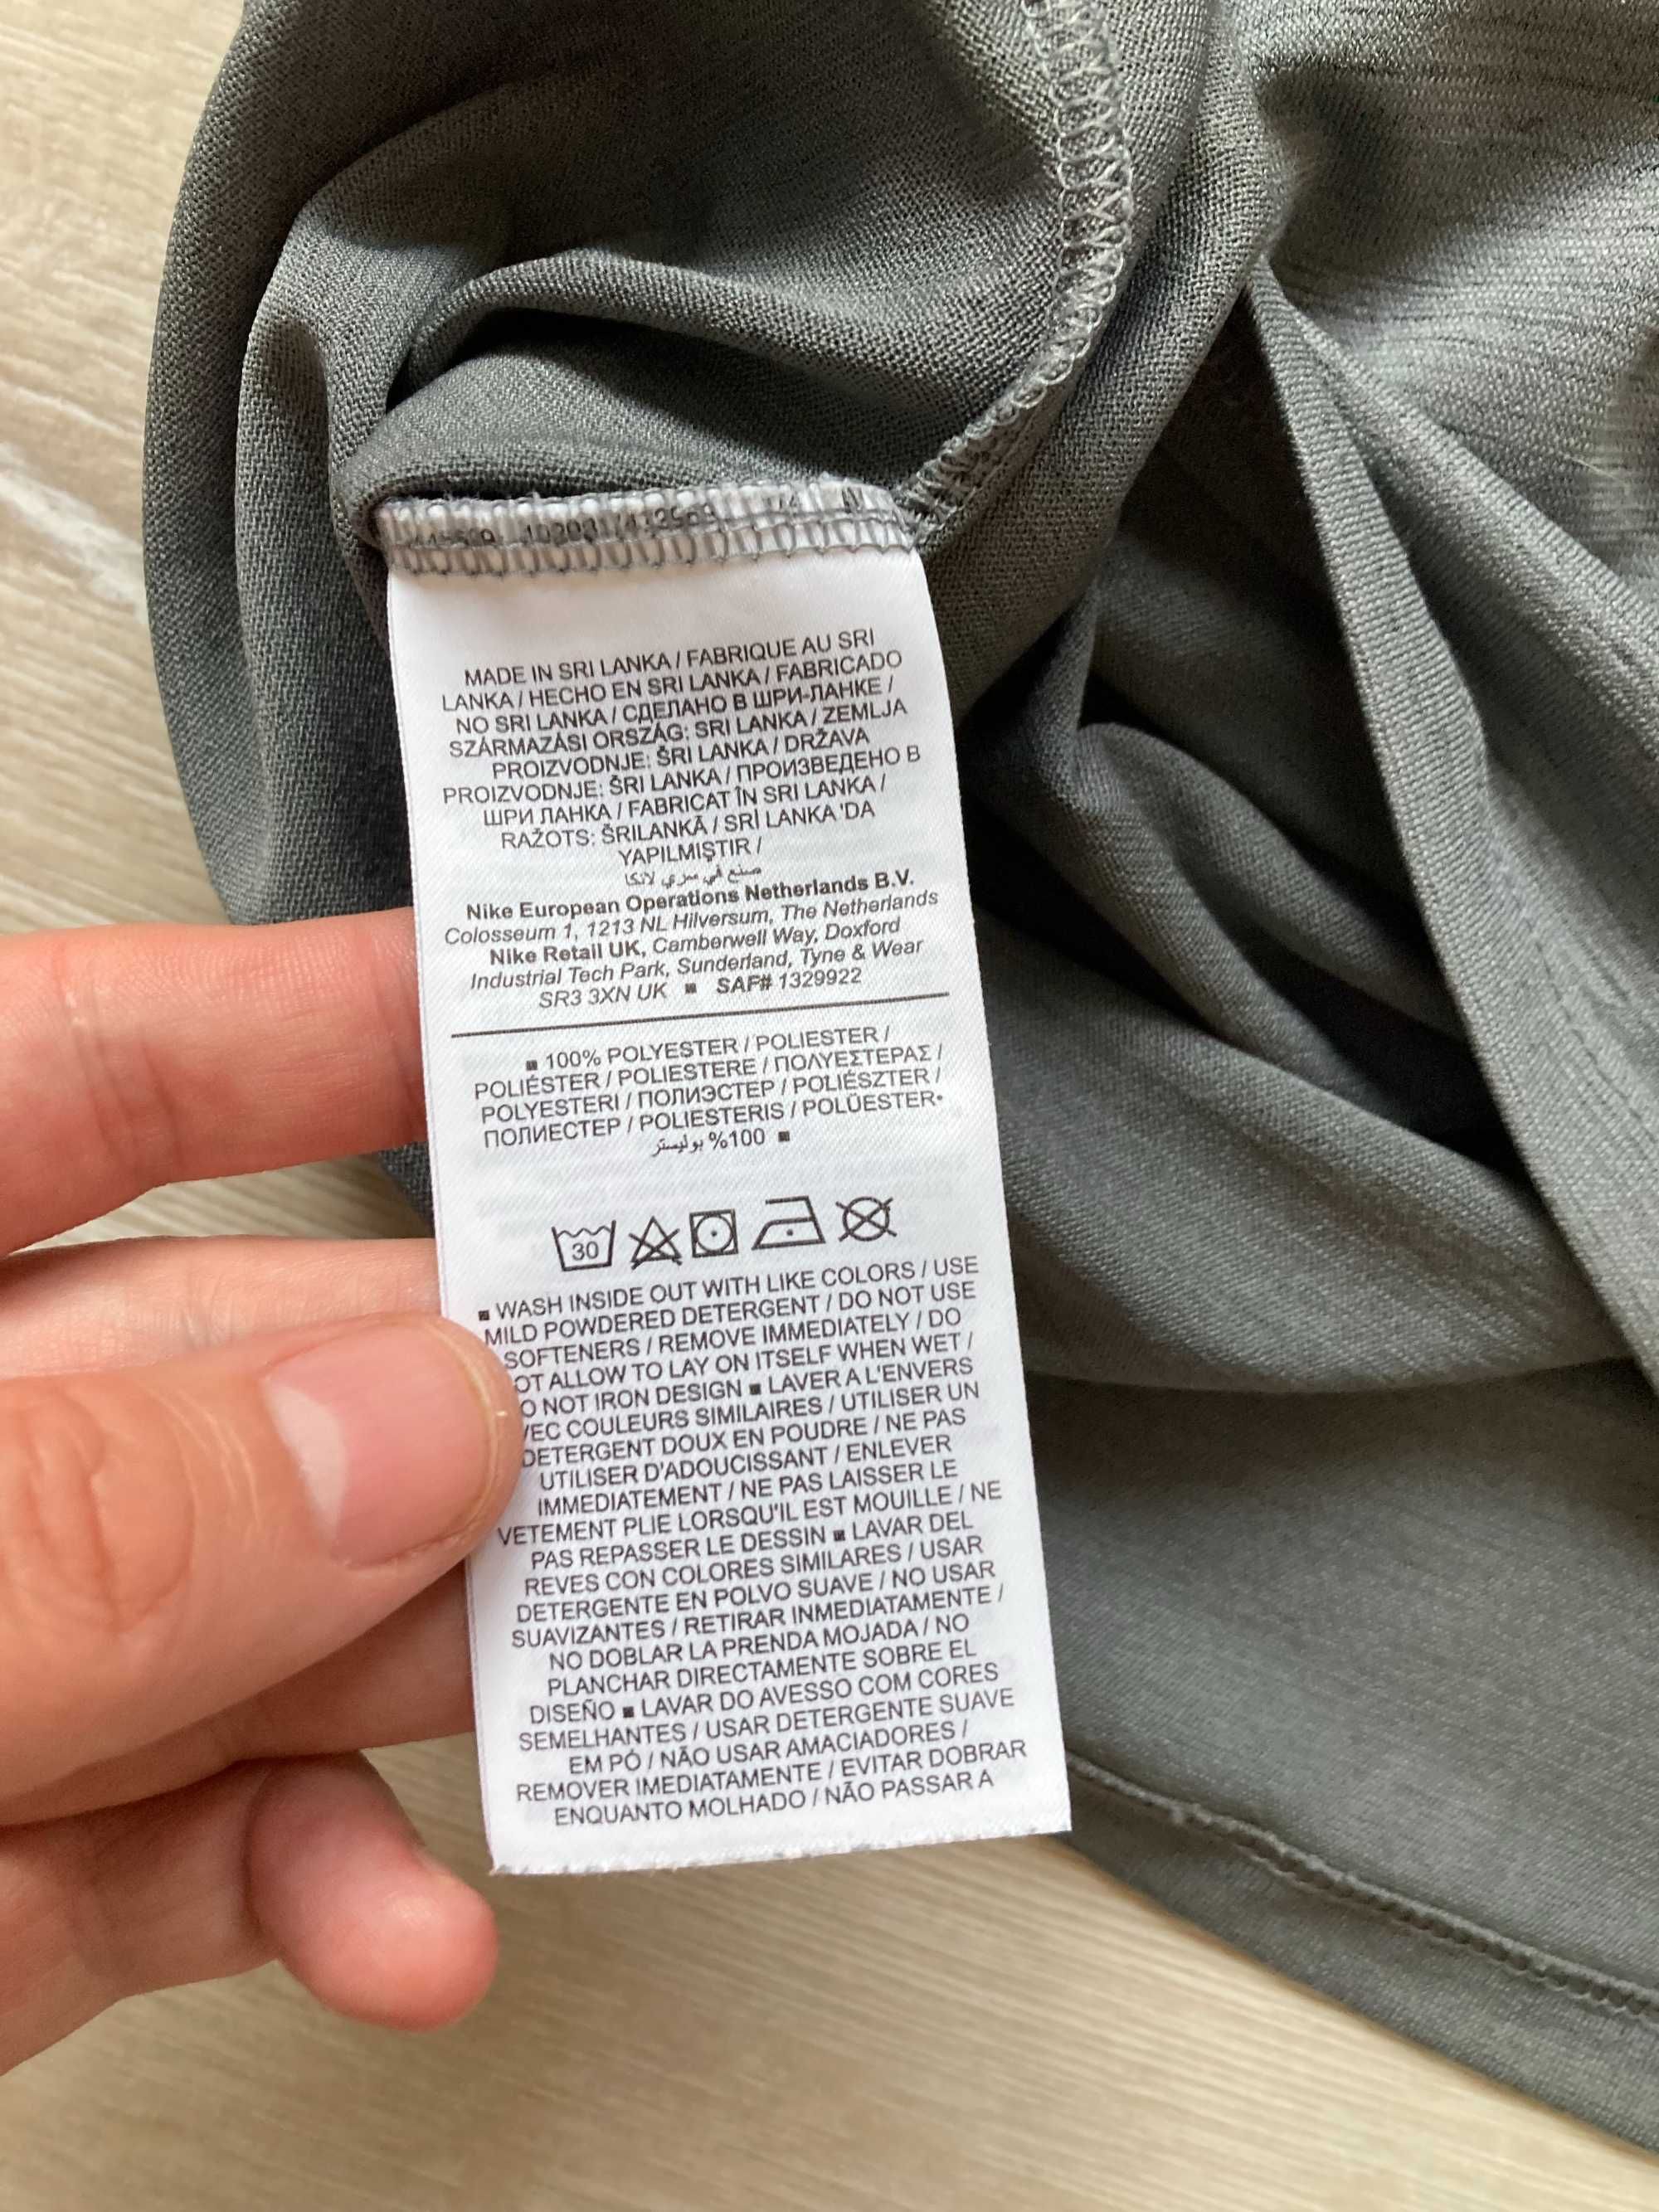 MADE IN SRI LANKA / FABRIQUE AU SRI
LANKA / HECHO EN SRI LANKA / FABRICADO
NO SRI LANKA / СДЕЛАНО В ШРИ-ЛАНКЕ /
SZÁRMAZÁSI ORSZÁG: SRI LANKA / ZEMLJA
PROIZVODNJE: ŠRI LANKA / DRŽAVA
PROIZVODNJE: ŠRI LANKA / ПРОИЗВЕДЕНО В
ШРИ ЛАНКА / FABRICAT ÎN SRI LANKA /
RAŽOTS: ŠRILANKĀ / SRİ LANKA 'DA
YAPILMIŞTIR /
صنع في سري لانكا
Nike European Operations Netherlands B.V.
Colosseum 1, 1213 NL Hilversum, The Netherlands
Nike Retail UK, Camberwell Way, Doxford
Industrial Tech Park, Sunderland, Tyne & Wear
SR3 3XN UK ■ SAF# 1329922
■ 100% POLYESTER / POLIESTER /
POLIÉSTER / POLIESTERE / ΠΟΛΥΕΣΤΕΡΑΣ /
POLYESTERI / ПОЛИЭСТЕР / POLIÉSZTER /
ПОЛИЕСТЕР / POLIESTERIS / POLÜESTER•
100% بوليستر ■
30
■ WASH INSIDE OUT WITH LIKE COLORS / USE
MILD POWDERED DETERGENT / DO NOT USE
SOFTENERS / REMOVE IMMEDIATELY / DO
OT ALLOW TO LAY ON ITSELF WHEN WET /
O NOT IRON DESIGN ■ LAVER A L'ENVERS
VEC COULEURS SIMILAIRES / UTILISER UN
DETERGENT DOUX EN POUDRE / NE PAS
UTILISER D'ADOUCISSANT / ENLEVER
IMMEDIATEMENT / NE PAS LAISSER LE
VETEMENT PLIE LORSQU'IL EST MOUILLE / NE
PAS REPASSER LE DESSIN ■ LAVAR DEL
REVES CON COLORES SIMILARES / USAR
DETERGENTE EN POLVO SUAVE / NO USAR
SUAVIZANTES / RETIRAR INMEDIATAMENTE /
NO DOBLAR LA PRENDA MOJADA / NO
PLANCHAR DIRECTAMENTE SOBRE EL
DISEÑO ■ LAVAR DO AVESSO COM CORES
SEMELHANTES / USAR DETERGENTE SUAVE
EM PÓ / NÃO USAR AMACIADORES /
REMOVER IMEDIATAMENTE / EVITAR DOBRAR
ENQUANTO MOLHADO / NÃO PASSAR A